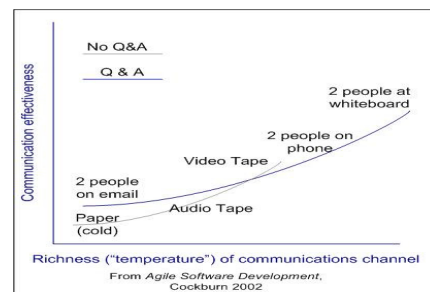 Communication effectiveness
No Q&A
Q & A
2 people at
whiteboard
2 people on
phone
Video Tape
2 people
on email
Audio Tape
Paper
(cold)
Richness (“temperature”) of communications channel
From Agile Software Development,
Cockburn 2002